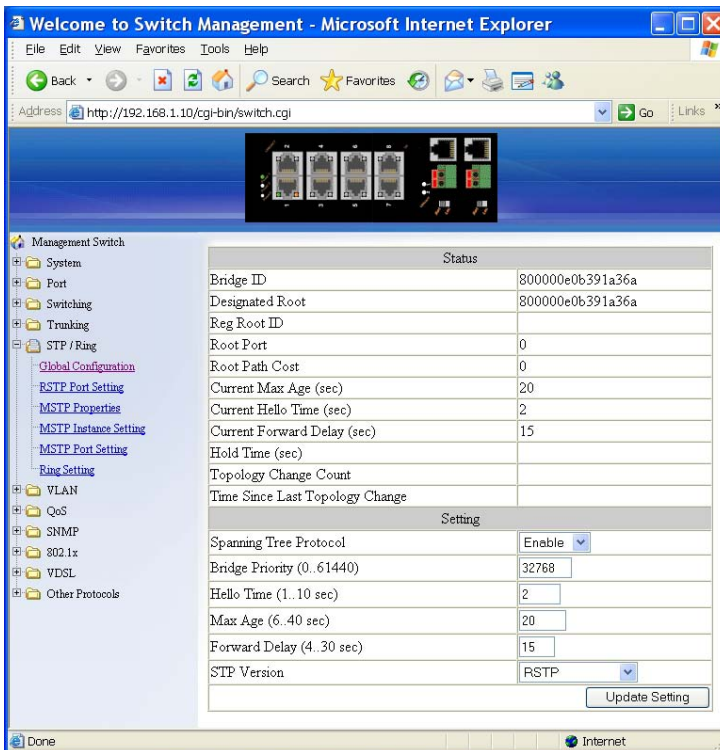 Welcome to Switch Management - Microsoft Internet Explorer
File Edit View Favorites Tools Help
Back Search Favorites
Address http://192.168.1.10/cgi-bin/switch.cgi Go Links »
Management Switch
System
Port
Switching
Trunking
STP / Ring
Global Configuration
RSTP Port Setting
MSTP Properties
MSTP Instance Setting
MSTP Port Setting
Ring Setting
VLAN
QoS
SNMP
802.1x
VDSL
Other Protocols
Status
Bridge ID 800000e0b391a36a
Designated Root 800000e0b391a36a
Reg Root ID
Root Port 0
Root Path Cost 0
Current Max Age (sec) 20
Current Hello Time (sec) 2
Current Forward Delay (sec) 15
Hold Time (sec)
Topology Change Count
Time Since Last Topology Change
Setting
Spanning Tree Protocol Enable
Bridge Priority (0..61440) 32768
Hello Time (1..10 sec) 2
Max Age (6..40 sec) 20
Forward Delay (4..30 sec) 15
STP Version RSTP
Update Setting
Done Internet